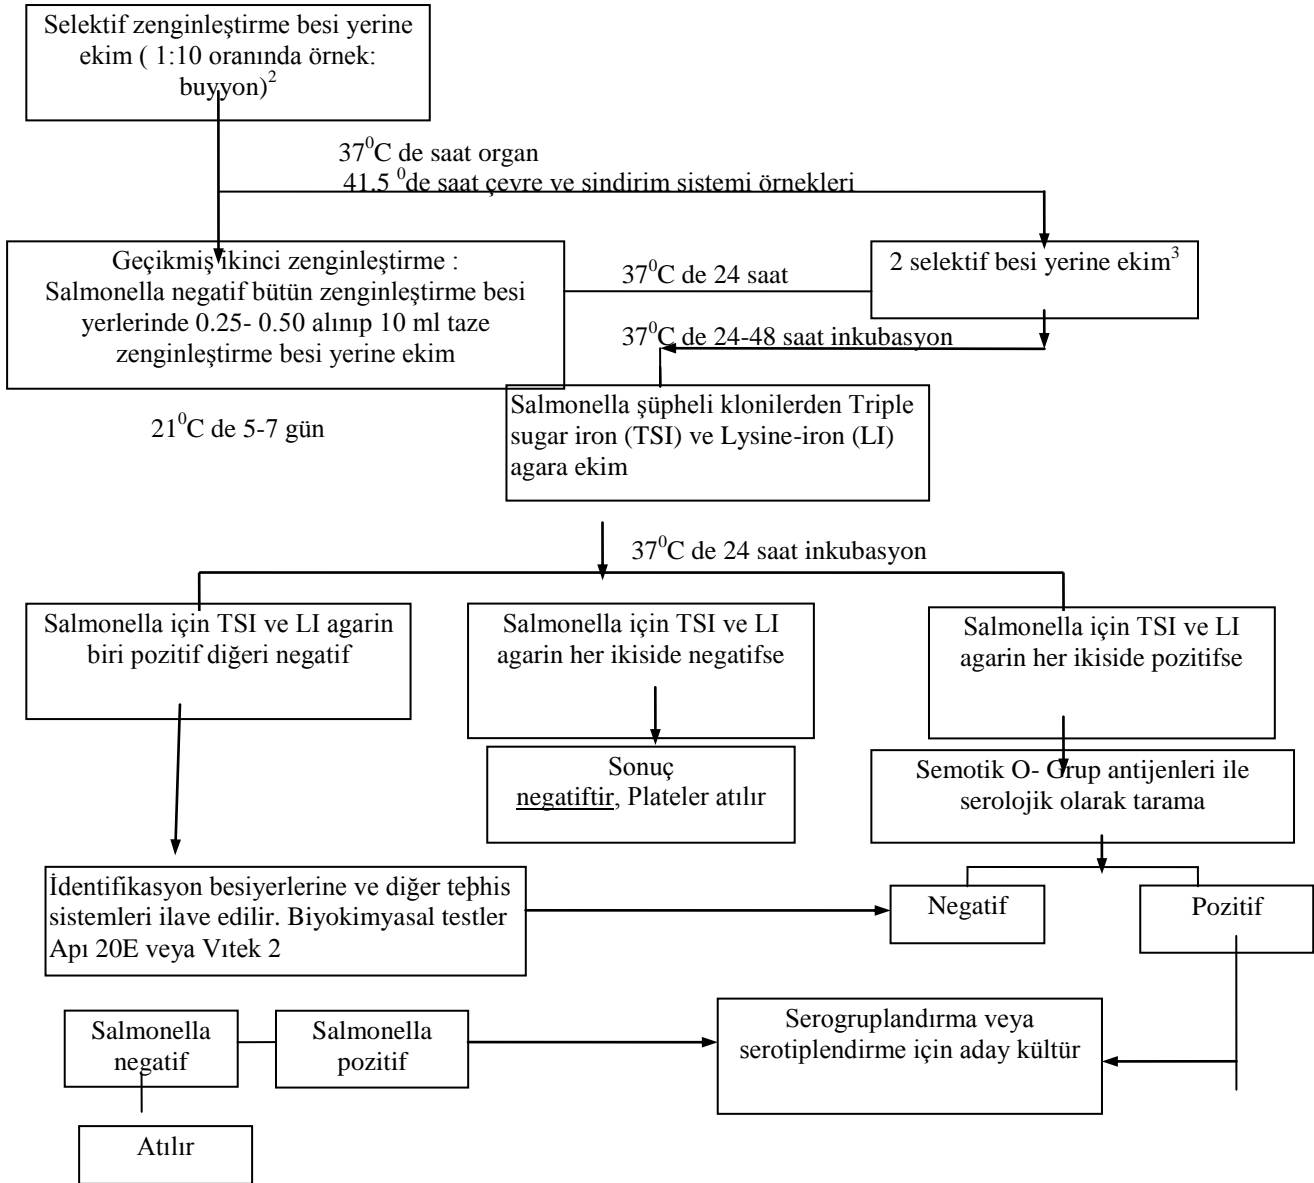 Selektif zenginleştirme besi yerine
ekim ( 1:10 oranında örnek:
buyyon)2
37⁰C de saat organ
41.5 ⁰de saat çevre ve sindirim sistemi örnekleri
Geçikmiş ikinci zenginleştirme :
Salmonella negatif bütün zenginleştirme besi
yerlerinde 0.25- 0.50 alınıp 10 ml taze
zenginleştirme besi yerine ekim
37⁰C de 24 saat
2 selektif besi yerine ekim³
37⁰C de 24-48 saat inkubasyon
21⁰C de 5-7 gün
Salmonella şüpheli klonilerden Triple
sugar iron (TSI) ve Lysine-iron (LI)
agara ekim
37⁰C de 24 saat inkubasyon
Salmonella için TSI ve LI agarin
biri pozitif diğeri negatif
Salmonella için TSI ve LI
agarin her ikiside negatifse
Salmonella için TSI ve LI
agarin her ikiside pozitifse
Sonuç
negatiftir, Plateler atılır
Semotik O- Grup antijenleri ile
serolojik olarak tarama
İdentifikasyon besiyerlerine ve diğer teþhis
sistemleri ilave edilir. Biyokimyasal testler
Apı 20E veya Vıtek 2
Negatif
Pozitif
Salmonella
negatif
Salmonella
pozitif
Serogruplandırma veya
serotiplendirme için aday kültür
Atılır